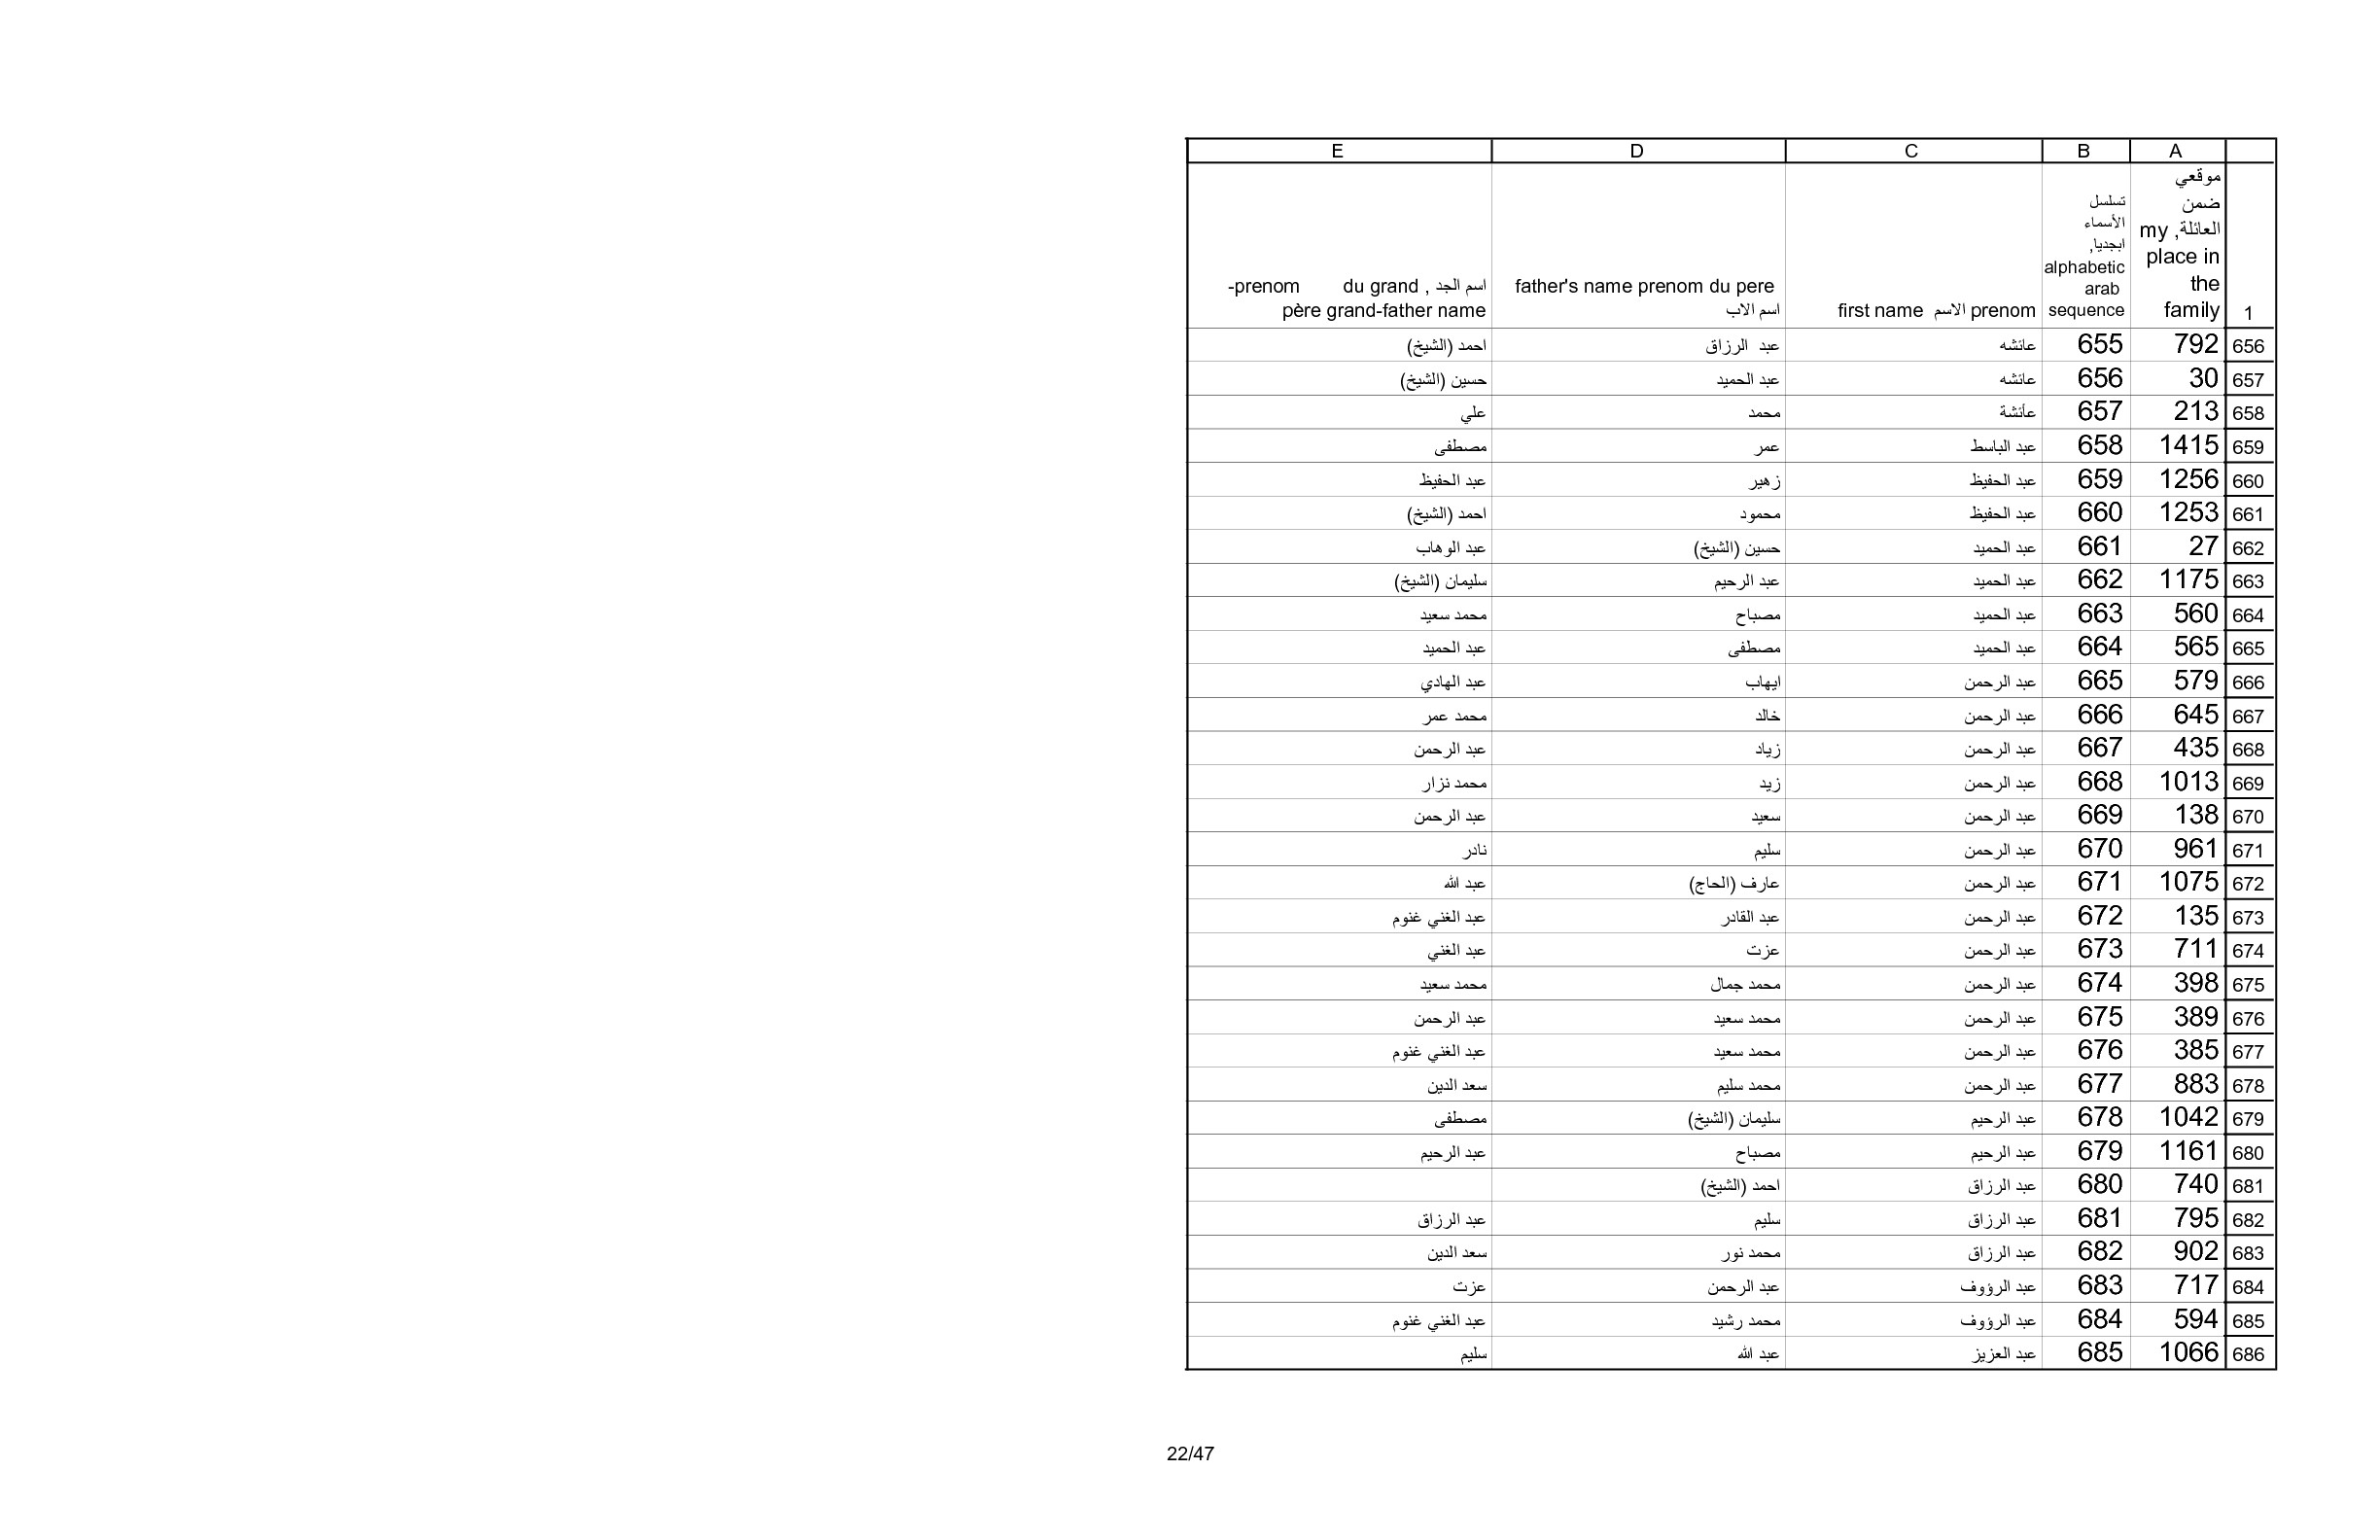 E D C B A
1 موقعي ضمن العائلة, my place in the family تسلسل الأسماء ابجديا, alphabetic arab sequence first name الاسم prenom father's name prenom du pere اسم الاب اسم الجد , prenom du grand-père grand-father name
656 792 655 عائشه عبد الرزاق احمد (الشيخ)
657 30 656 عائشه عبد الحميد حسين (الشيخ)
658 213 657 عأئشة محمد علي
659 1415 658 عبد الباسط عمر مصطفى
660 1256 659 عبد الحفيظ زهير عبد الحفيظ
661 1253 660 عبد الحفيظ محمود احمد (الشيخ)
662 27 661 عبد الحميد حسين (الشيخ) عبد الوهاب
663 1175 662 عبد الحميد عبد الرحيم سليمان (الشيخ)
664 560 663 عبد الحميد مصباح محمد سعيد
665 565 664 عبد الحميد مصطفى عبد الحميد
666 579 665 عبد الرحمن ايهاب عبد الهادي
667 645 666 عبد الرحمن خالد محمد عمر
668 435 667 عبد الرحمن زياد عبد الرحمن
669 1013 668 عبد الرحمن زيد محمد نزار
670 138 669 عبد الرحمن سعيد عبد الرحمن
671 961 670 عبد الرحمن سليم نادر
672 1075 671 عبد الرحمن عارف (الحاج) عبد الله
673 135 672 عبد الرحمن عبد القادر عبد الغني غنوم
674 711 673 عبد الرحمن عزت عبد الغني
675 398 674 عبد الرحمن محمد جمال محمد سعيد
676 389 675 عبد الرحمن محمد سعيد عبد الرحمن
677 385 676 عبد الرحمن محمد سعيد عبد الغني غنوم
678 883 677 عبد الرحمن محمد سليم سعد الدين
679 1042 678 عبد الرحيم سليمان (الشيخ) مصطفى
680 1161 679 عبد الرحيم مصباح عبد الرحيم
681 740 680 عبد الرزاق احمد (الشيخ)
682 795 681 عبد الرزاق سليم عبد الرزاق
683 902 682 عبد الرزاق محمد نور سعد الدين
684 717 683 عبد الرؤوف عبد الرحمن عزت
685 594 684 عبد الرؤوف محمد رشيد عبد الغني غنوم
686 1066 685 عبد العزيز عبد الله سليم
22/47